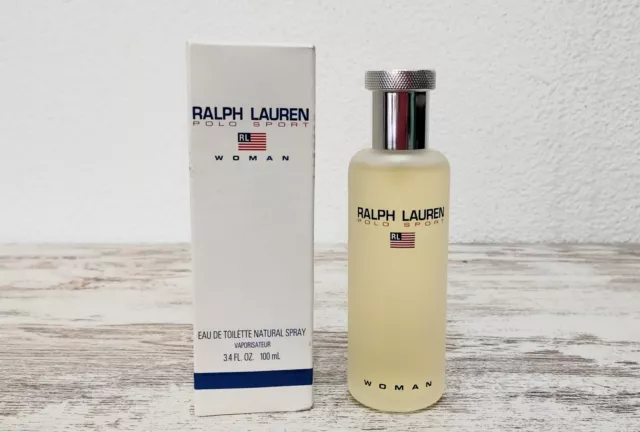 RALPH LAUREN
POLO SPORT
RL
WOMAN
EAU DE TOILETTE NATURAL SPRAY
VAPORISATEUR
3.4 FL. OZ. 100 mL
RALPH LAUREN
POLO SPORT
RL
WOMAN